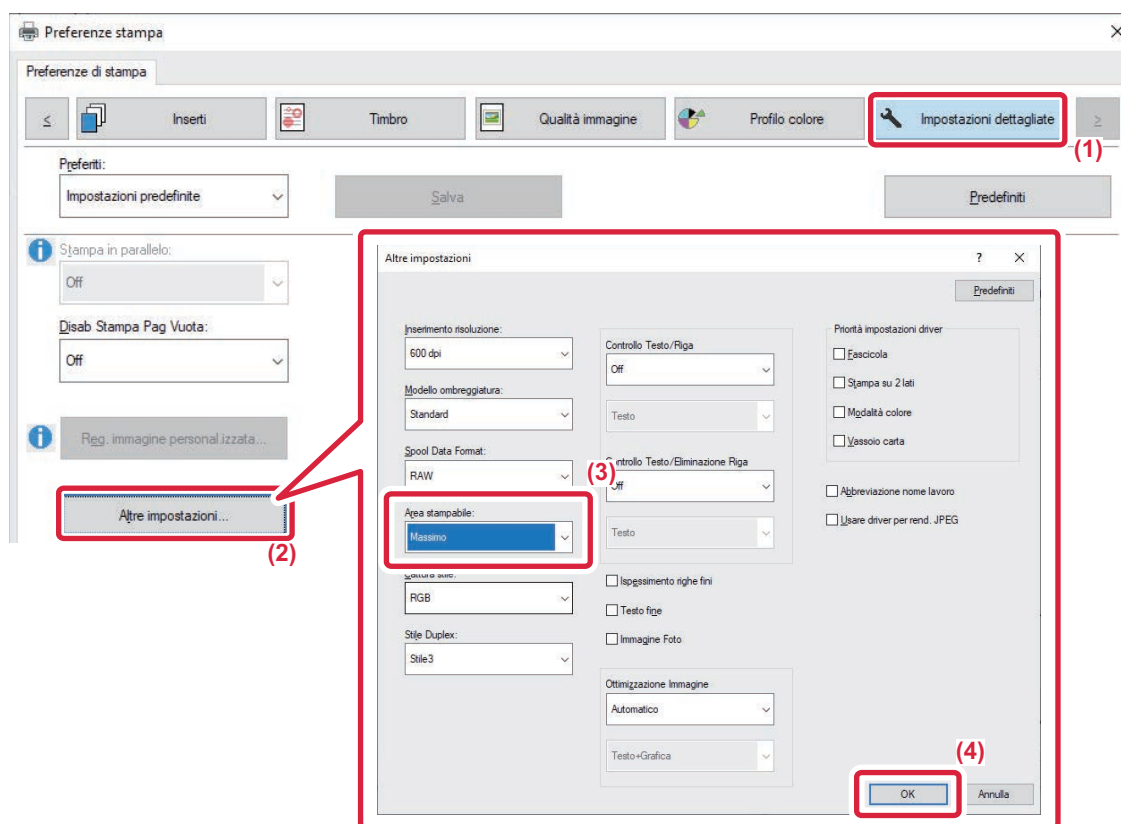 Preferenze stampa
Preferenze di stampa
<
Inserti
Timbro
Qualità immagine
Profilo colore
Impostazioni dettagliate
>
(1)
Preferiti:
Impostazioni predefinite
Salva
Predefiniti
Stampa in parallelo:
Off
Disab Stampa Pag Vuota:
Off
Reg. immagine personalizzata...
Altre impostazioni...
(2)
Altre impostazioni
?
Predefiniti
Inserimento risoluzione:
600 dpi
Modello ombreggiatura:
Standard
Spool Data Format:
RAW
(3)
Area stampabile:
Massimo
Cattura stile:
RGB
Stile Duplex:
Stile3
Controllo Testo/Riga
Off
Testo
Controllo Testo/Eliminazione Riga
Off
Testo
Ispessimento righe fini
Testo fine
Immagine Foto
Ottimizzazione Immagine
Automatico
Testo+Grafica
Priorità impostazioni driver
Fascicola
Stampa su 2 lati
Modalità colore
Vassoio carta
Abbreviazione nome lavoro
Usare driver per rend. JPEG
(4)
OK
Annulla